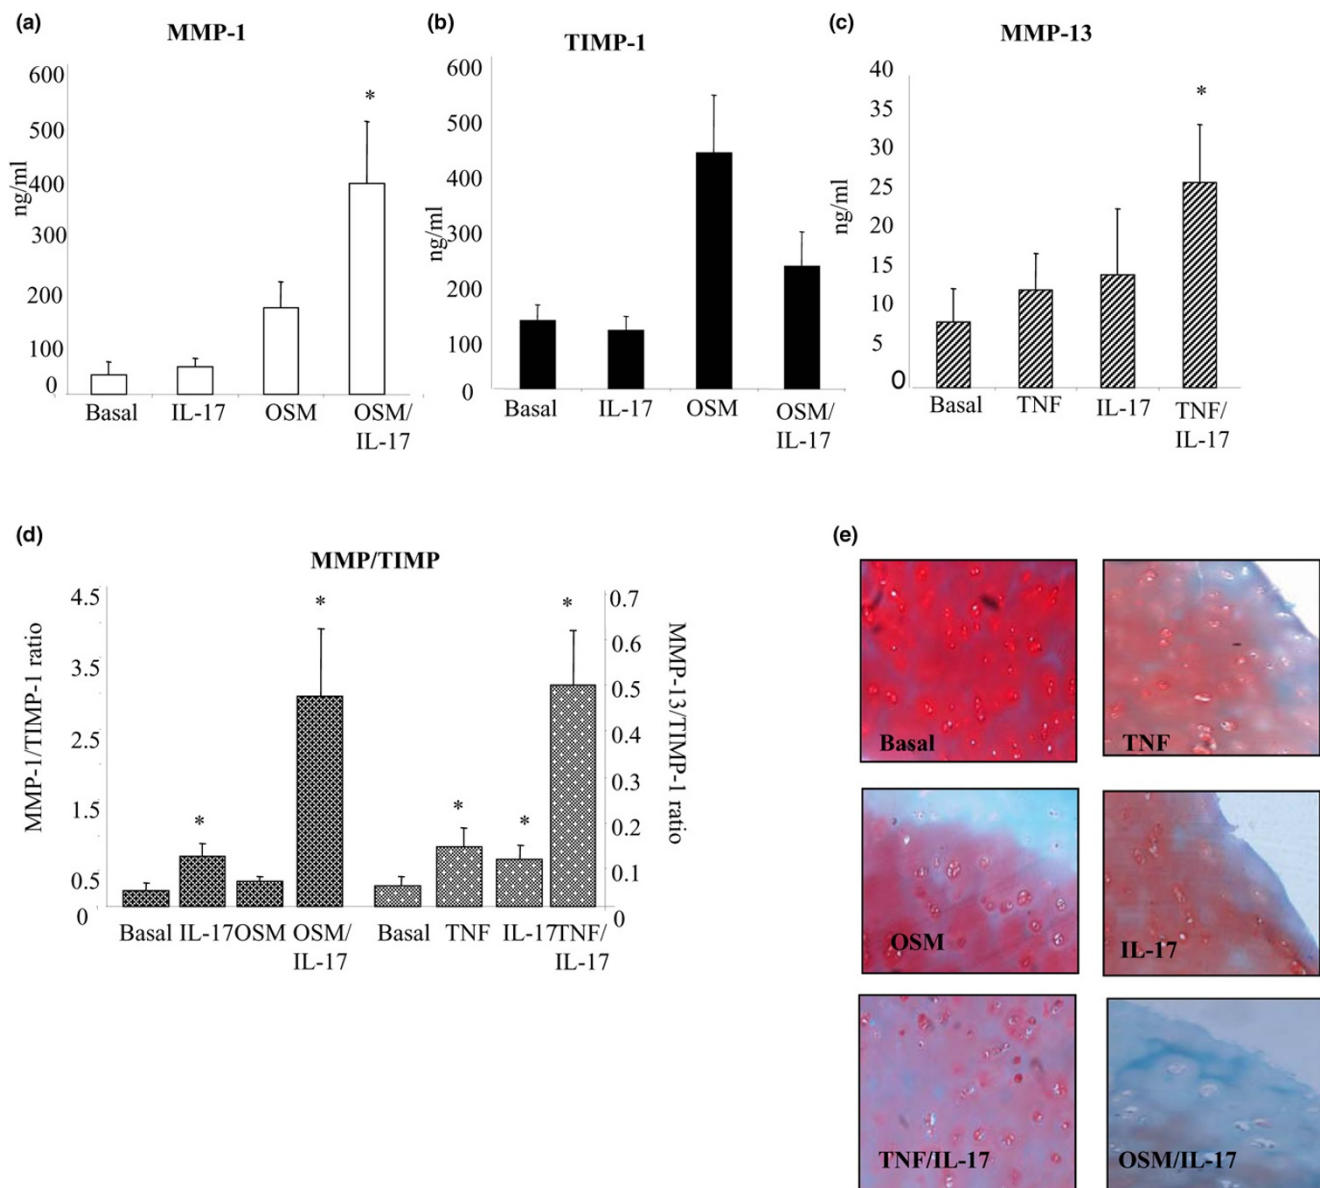 (a)
MMP-1
ng/ml
600
500
400
300
200
100
0
*
Basal
IL-17
OSM
OSM/
IL-17
(b)
TIMP-1
ng/ml
600
500
400
300
200
100
0
Basal
IL-17
OSM
OSM/
IL-17
(c)
MMP-13
ng/ml
40
35
30
25
20
15
10
5
0
*
Basal
TNF
IL-17
TNF/
IL-17
(d)
MMP/TIMP
MMP-1/TIMP-1 ratio
4.5
3.5
2.5
1.5
0.5
0
*
*
*
*
*
Basal IL-17OSM OSM/
IL-17
Basal TNF IL-17TNF/
IL-17
0.7
0.6
0.5
0.4
0.3
0.2
0.1
0
MMP-13/TIMP-1 ratio
(e)
Basal
TNF
OSM
IL-17
TNF/IL-17
OSM/IL-17